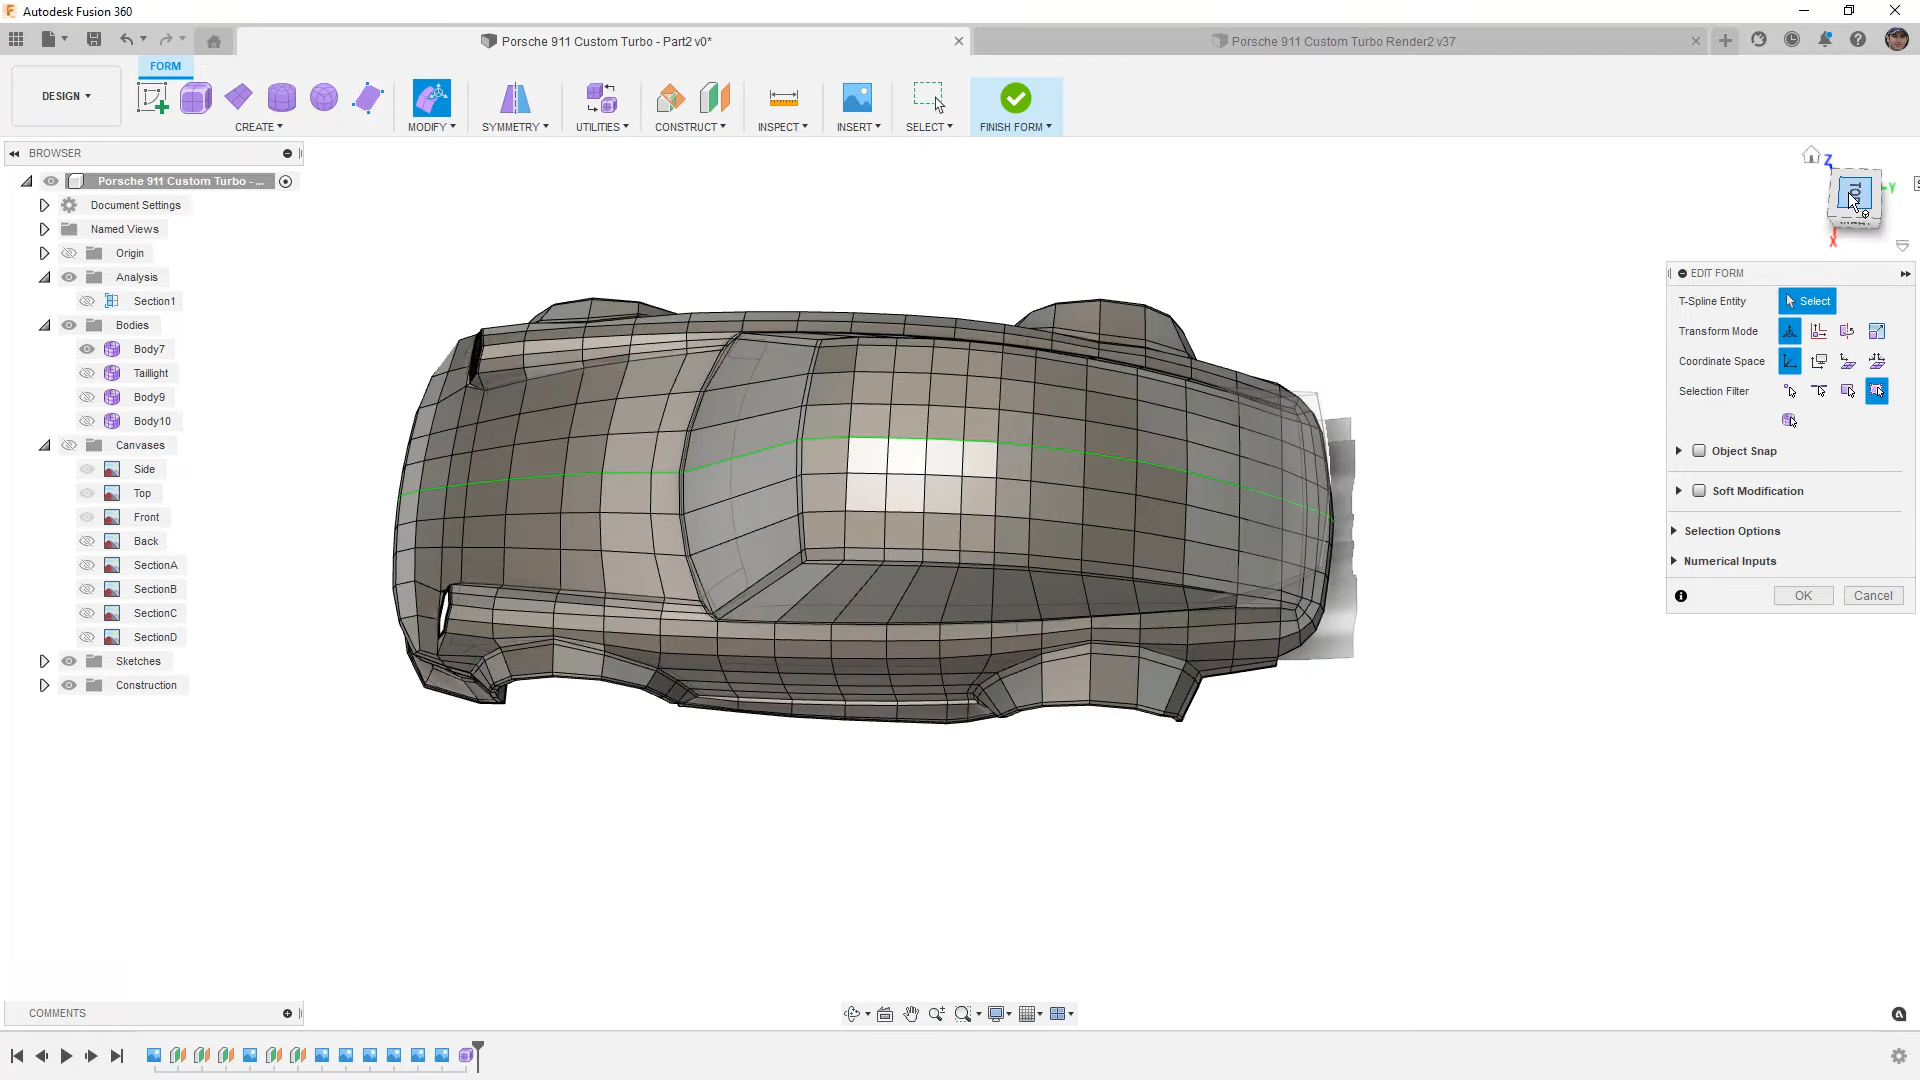 Autodesk Fusion 360
Porsche 911 Custom Turbo - Part2 v0*
Porsche 911 Custom Turbo Render2 v37
FORM
DESIGN
CREATE
MODIFY
SYMMETRY
UTILITIES
CONSTRUCT
INSPECT
INSERT
SELECT
FINISH FORM
BROWSER
Porsche 911 Custom Turbo - ...
Document Settings
Named Views
Origin
Analysis
Section1
Bodies
Body7
Taillight
Body9
Body10
Canvases
Side
Top
Front
Back
SectionA
SectionB
SectionC
SectionD
Sketches
Construction
Z
Y
TOP
X
EDIT FORM
T-Spline Entity
Select
Transform Mode
Coordinate Space
Selection Filter
Object Snap
Soft Modification
Selection Options
Numerical Inputs
OK
Cancel
COMMENTS